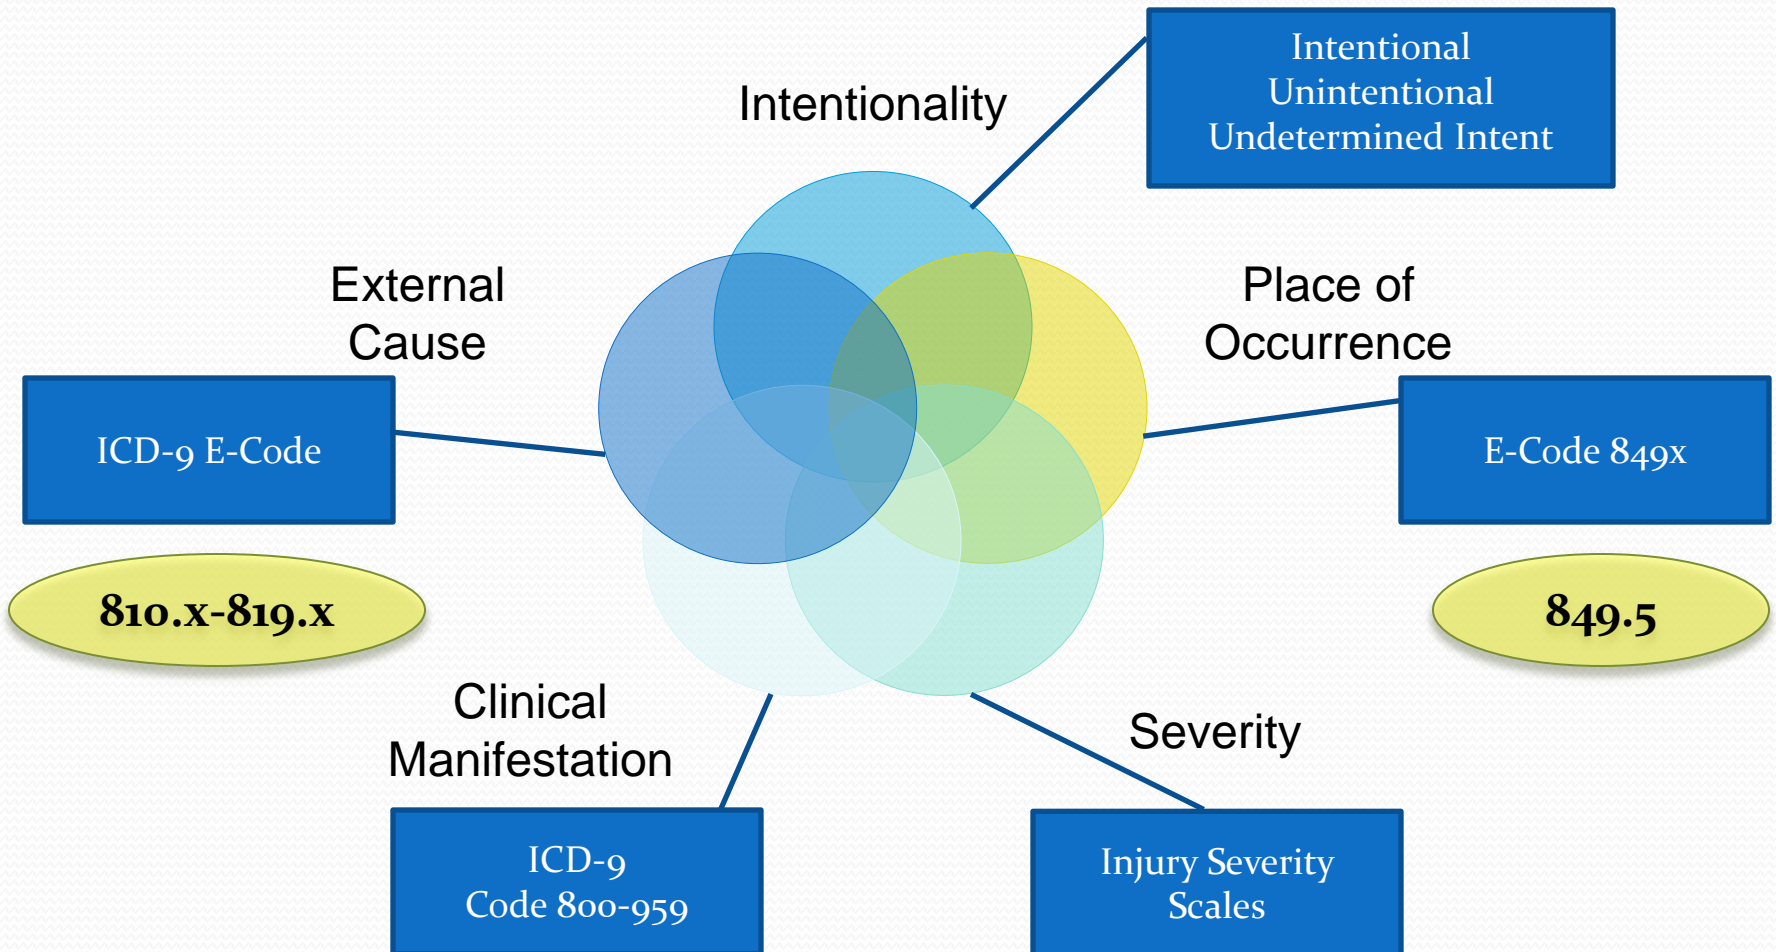 Intentional
Unintentional
Undetermined Intent
Intentionality
External
Cause
Place of
Occurrence
ICD-9 E-Code
E-Code 849x
810.x-819.x
849.5
Clinical
Manifestation
Severity
ICD-9
Code 800-959
Injury Severity
Scales